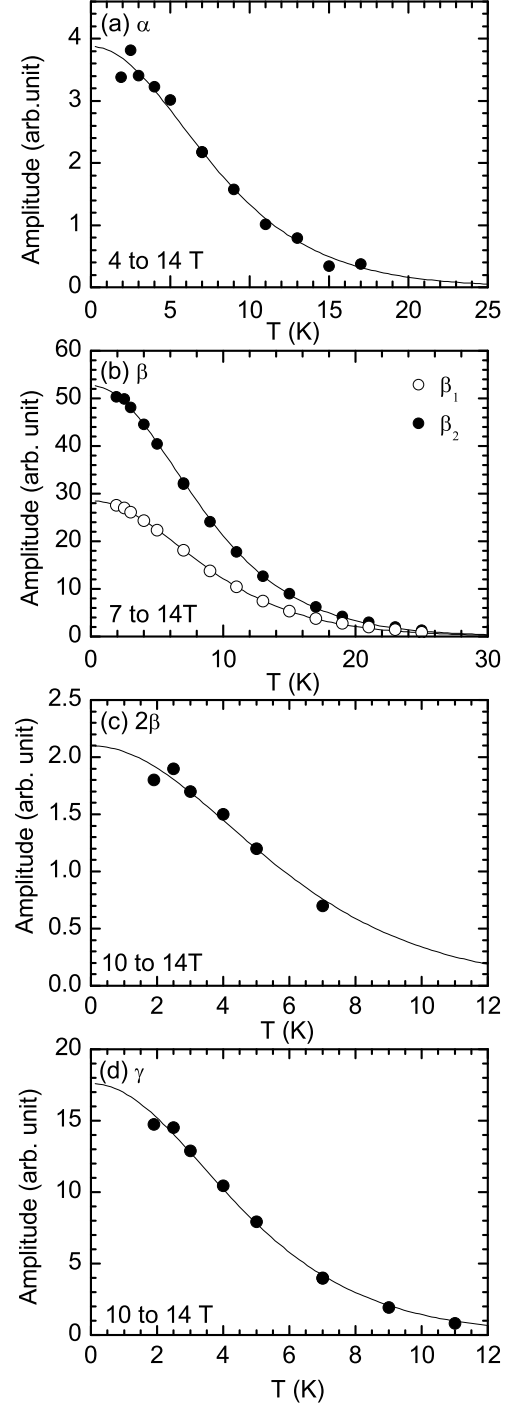 (a) α
4
3
2
1
0
Amplitude (arb.unit)
4 to 14 T
0 5 10 15 20 25
T (K)
(b) β
60
50
40
30
20
10
0
Amplitude (arb. unit)
β₁
β₂
7 to 14T
0 10 20 30
T (K)
(c) 2β
2.5
2.0
1.5
1.0
0.5
0.0
Amplitude (arb. unit)
10 to 14T
0 2 4 6 8 10 12
T (K)
(d) γ
20
15
10
5
0
Amplitude (arb. unit)
10 to 14 T
0 2 4 6 8 10 12
T (K)